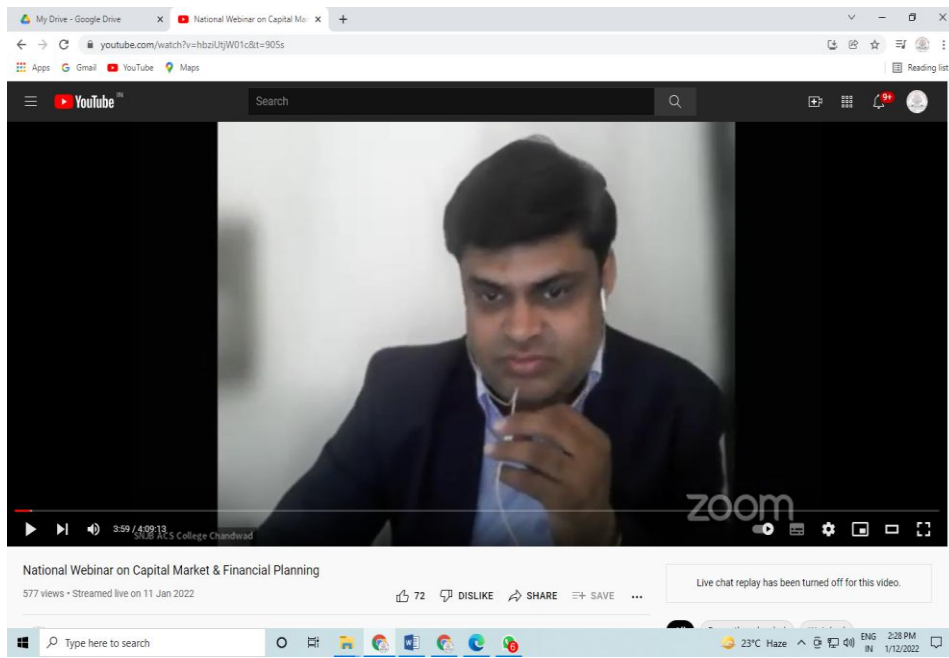 My Drive - Google Drive
National Webinar on Capital Mar
youtube.com/watch?v=hbziUtjW01c&t=905s
Apps Gmail YouTube Maps Reading list
YouTube IN
Search
9+
zoom
3:59 / 4:09:13
SNJB ACS College Chandwad
National Webinar on Capital Market & Financial Planning
577 views • Streamed live on 11 Jan 2022
72 DISLIKE SHARE SAVE
Live chat replay has been turned off for this video.
Type here to search
6
23°C Haze
ENG
IN
2:28 PM
1/12/2022